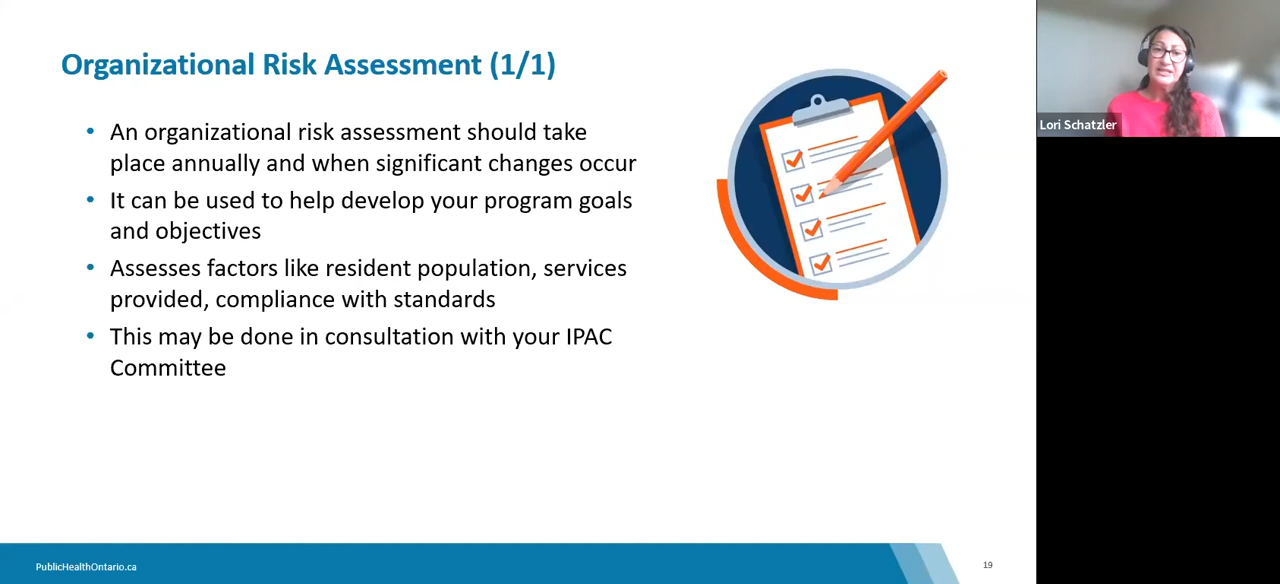 Organizational Risk Assessment (1/1)
• An organizational risk assessment should take
place annually and when significant changes occur
• It can be used to help develop your program goals
and objectives
• Assesses factors like resident population, services
provided, compliance with standards
• This may be done in consultation with your IPAC
Committee
PublicHealthOntario.ca
19
Lori Schatzler